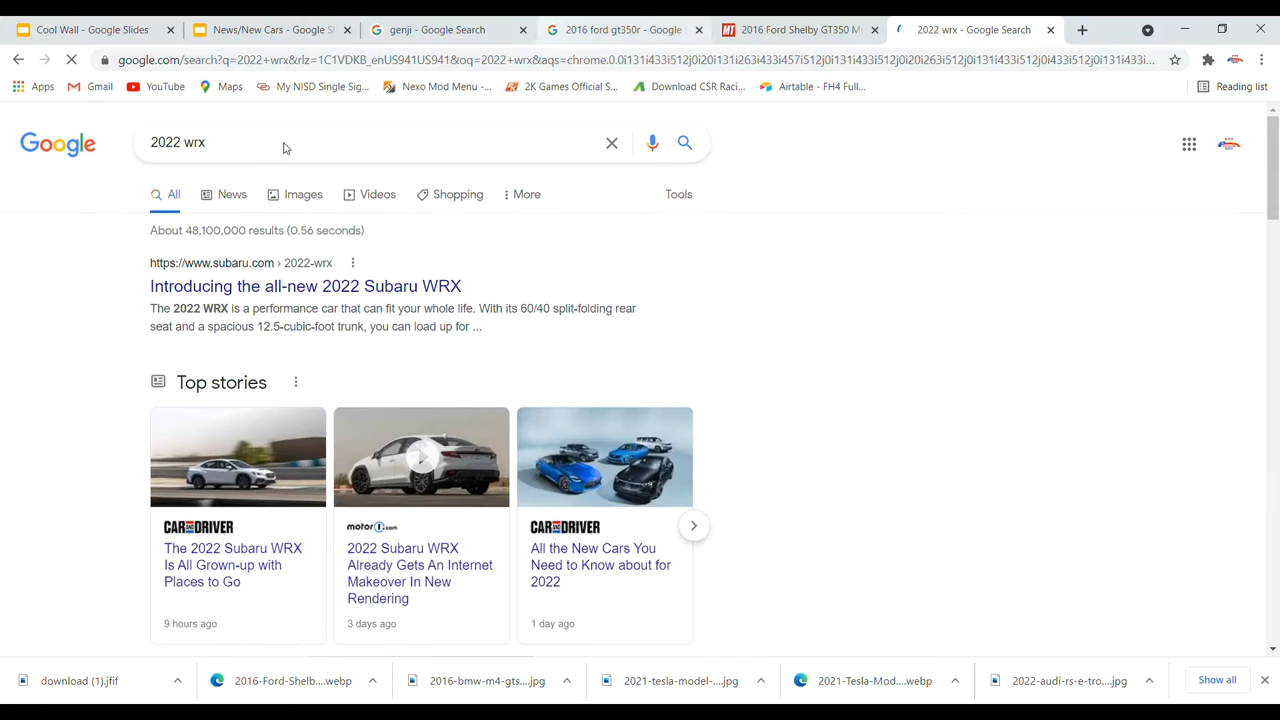 Cool Wall - Google Slides
News/New Cars - Google S
genji - Google Search
2016 ford gt350r - Google S
2016 Ford Shelby GT350 M
2022 wrx - Google Search
google.com/search?q=2022+wrx&rlz=1C1VDKB_enUS941US941&oq=2022+wrx&aqs=chrome.0.0i131i433i512j0i20i131i263i433i457i512j0i131i433i512j0i20i263i512j0i131i433i512j0i433i512j0i131i433i...
Apps
Gmail
YouTube
Maps
My NISD Single Sig...
Nexo Mod Menu -...
2K Games Official S...
Download CSR Raci...
Airtable - FH4 Full...
Reading list
Google
2022 wrx
All
News
Images
Videos
Shopping
More
Tools
About 48,100,000 results (0.56 seconds)
https://www.subaru.com › 2022-wrx
Introducing the all-new 2022 Subaru WRX
The 2022 WRX is a performance car that can fit your whole life. With its 60/40 split-folding rear
seat and a spacious 12.5-cubic-foot trunk, you can load up for ...
Top stories
CAR AND DRIVER
The 2022 Subaru WRX
Is All Grown-up with
Places to Go
9 hours ago
motor1.com
2022 Subaru WRX
Already Gets An Internet
Makeover In New
Rendering
3 days ago
CAR AND DRIVER
All the New Cars You
Need to Know about for
2022
1 day ago
download (1).jfif
2016-Ford-Shelb....webp
2016-bmw-m4-gts....jpg
2021-tesla-model-....jpg
2021-Tesla-Mod....webp
2022-audi-rs-e-tro....jpg
Show all